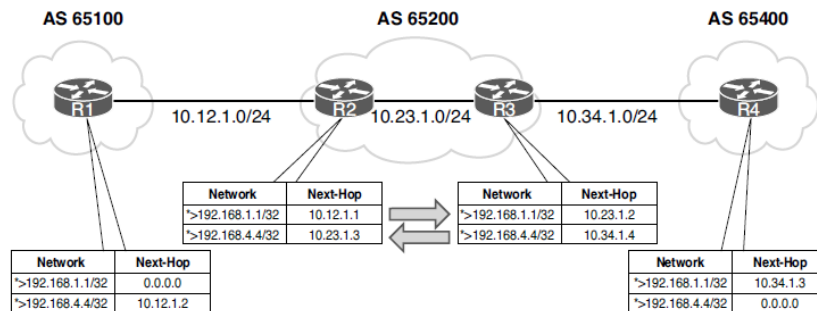 AS 65100
AS 65200
AS 65400
R1
R2
R3
R4
10.12.1.0/24
10.23.1.0/24
10.34.1.0/24
Network Next-Hop
*>192.168.1.1/32 10.12.1.1
*>192.168.4.4/32 10.23.1.3
Network Next-Hop
*>192.168.1.1/32 10.23.1.2
*>192.168.4.4/32 10.34.1.4
Network Next-Hop
*>192.168.1.1/32 0.0.0.0
*>192.168.4.4/32 10.12.1.2
Network Next-Hop
*>192.168.1.1/32 10.34.1.3
*>192.168.4.4/32 0.0.0.0